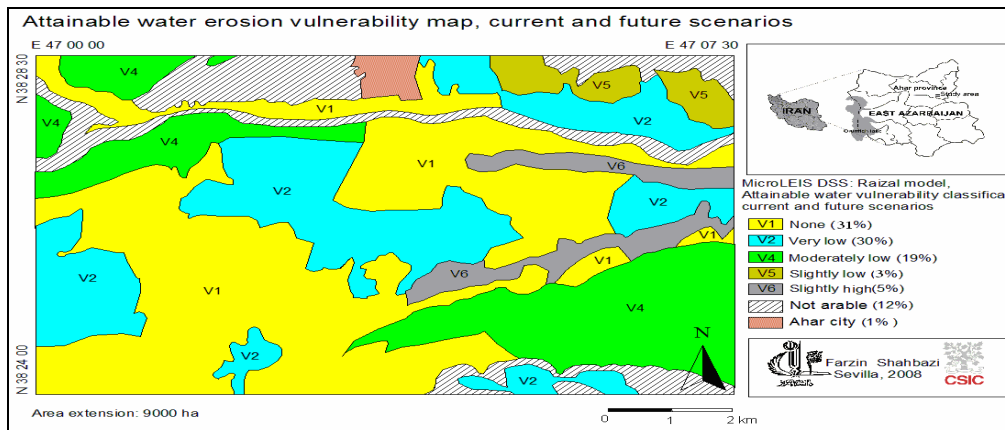 Attainable water erosion vulnerability map, current and future scenarios
E 47 00 00
E 47 07 30
N 38 28 30
N 38 24 00
V4
V5
V5
V1
V2
V4
V4
V1
V6
V2
V2
V1
V2
V6
V1
V1
V4
V2
V2
N
Area extension: 9000 ha
0 1 2 km
Ahar province
Study area
IRAN
EAST AZARBAIJAN
MicroLEIS DSS: Raizal model,
Attainable water vulnerability classifica
current and future scenarios
V1 None (31%)
V2 Very low (30%)
V4 Moderately low (19%)
V5 Slightly low (3%)
V6 Slightly high(5%)
Not arable (12%)
Ahar city (1% )
Farzin Shahbazi
Sevilla, 2008
CSIC